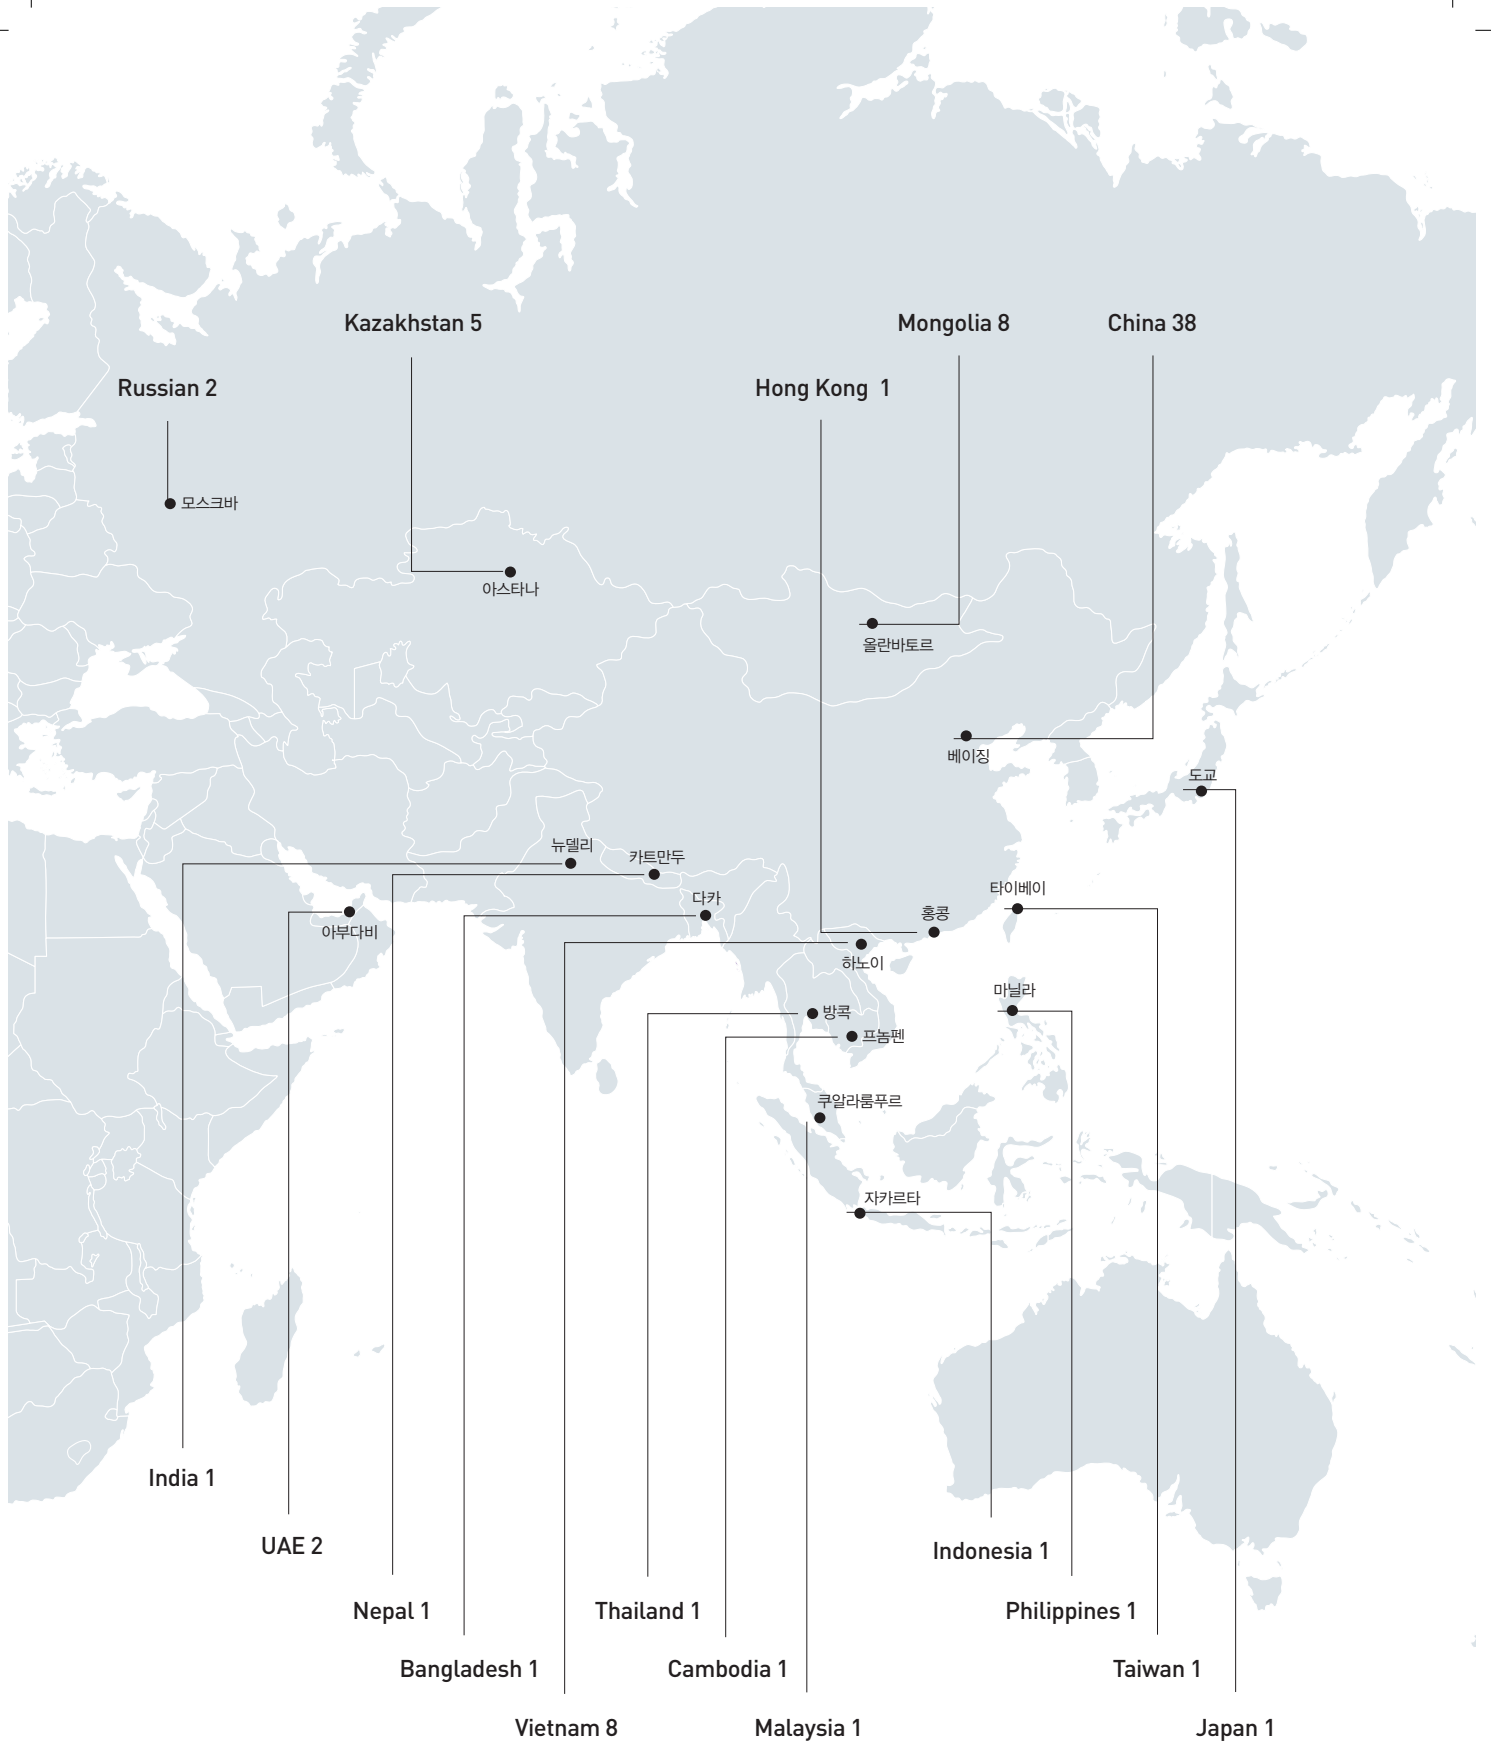 Kazakhstan 5
Mongolia 8
China 38
Russian 2
Hong Kong 1
모스크바
아스타나
올란바토르
베이징
도쿄
뉴델리
카트만두
타이베이
다카
홍콩
아부다비
하노이
마닐라
방콕
프놈펜
쿠알라룸푸르
자카르타
India 1
UAE 2
Indonesia 1
Nepal 1
Thailand 1
Philippines 1
Bangladesh 1
Cambodia 1
Taiwan 1
Vietnam 8
Malaysia 1
Japan 1